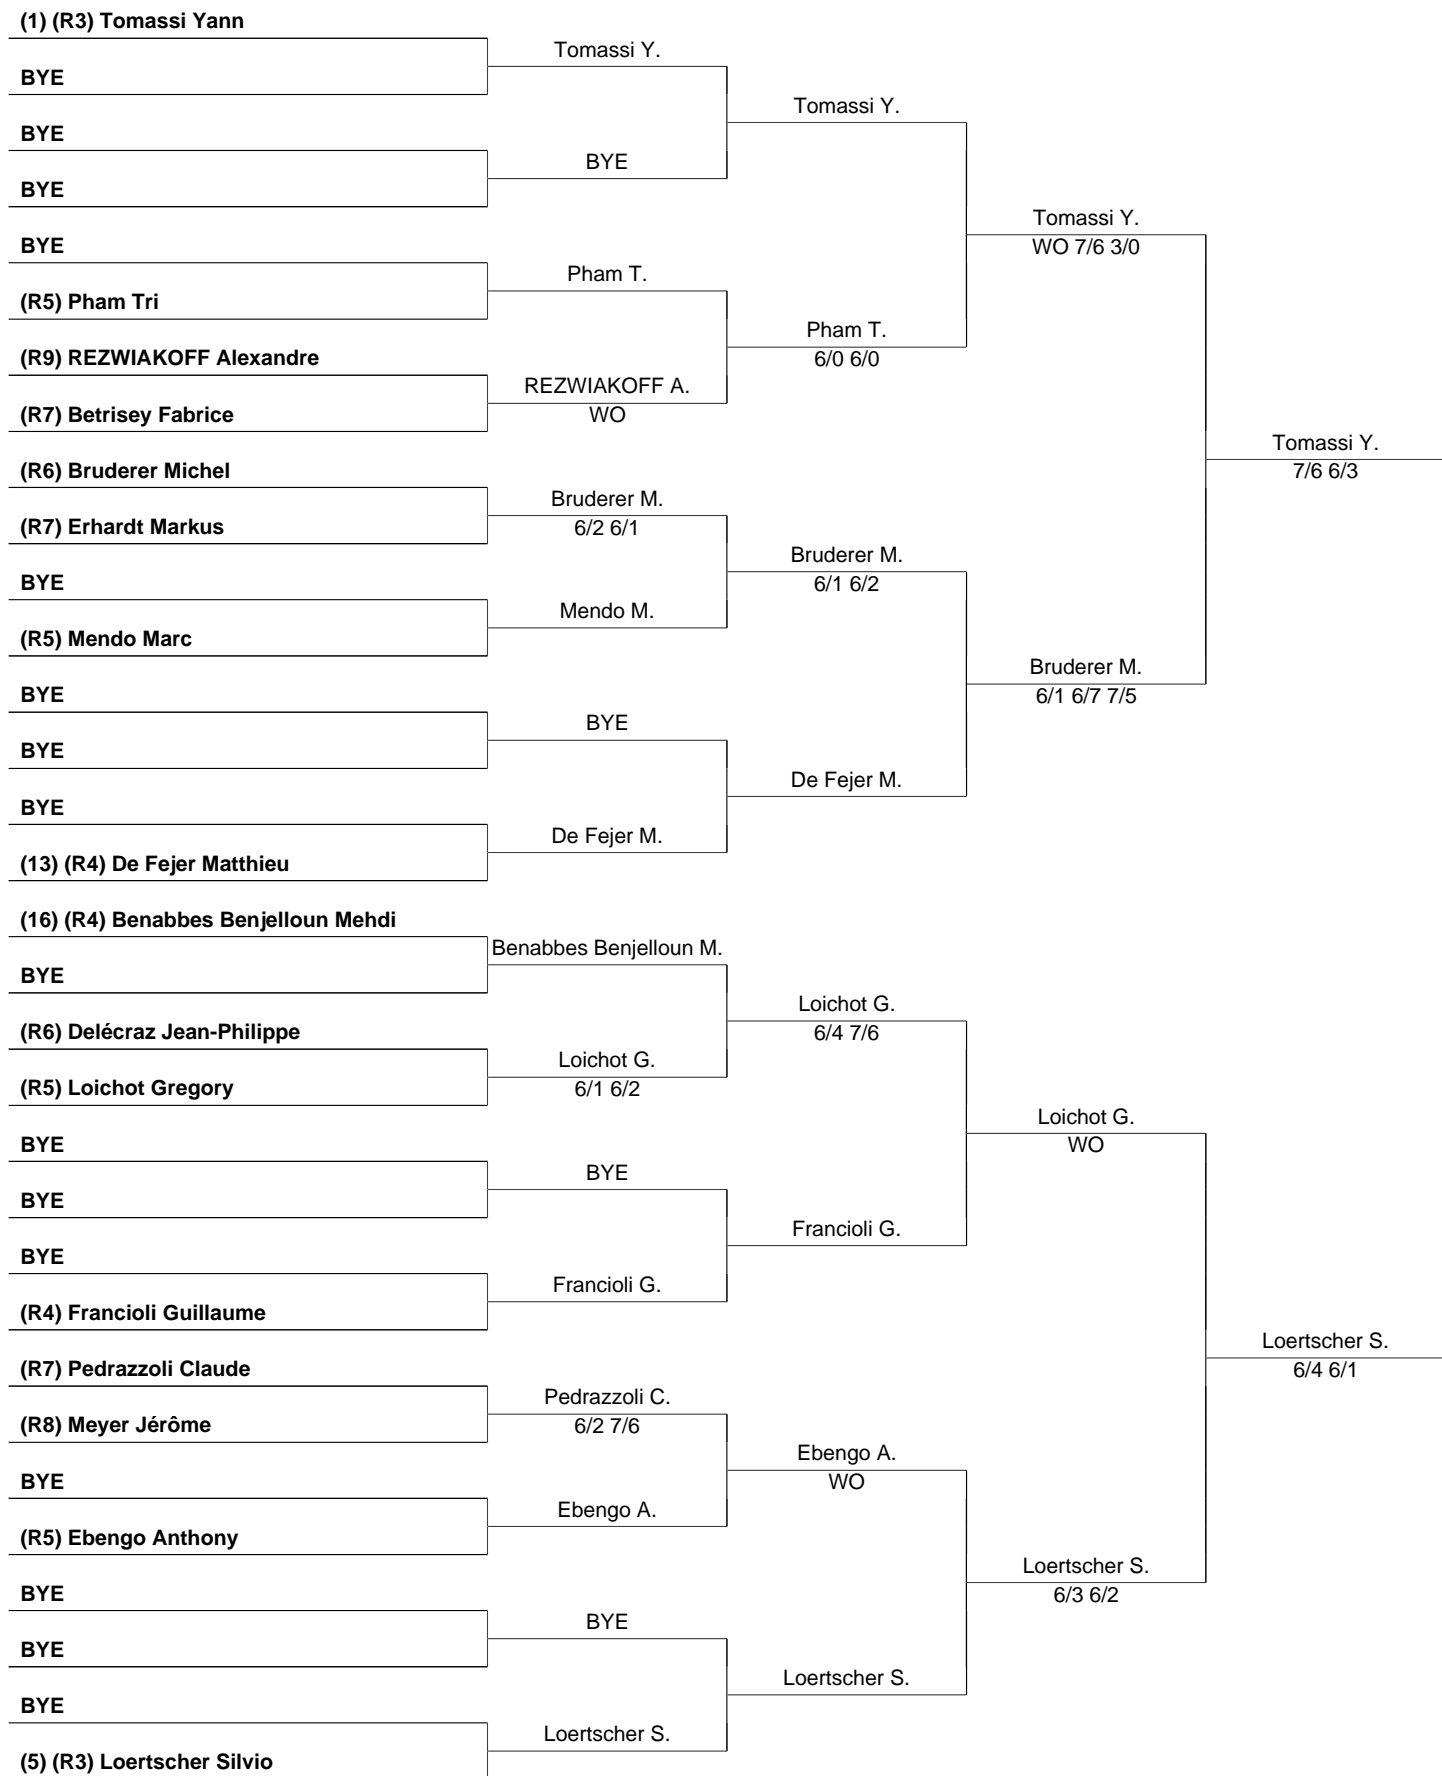 (1) (R3) Tomassi Yann
BYE
BYE
BYE
BYE
(R5) Pham Tri
(R9) REZWIAKOFF Alexandre
(R7) Betrisey Fabrice
(R6) Bruderer Michel
(R7) Erhardt Markus
BYE
(R5) Mendo Marc
BYE
BYE
BYE
(13) (R4) De Fejer Matthieu
(16) (R4) Benabbes Benjelloun Mehdi
BYE
(R6) Delécraz Jean-Philippe
(R5) Loichot Gregory
BYE
BYE
BYE
(R4) Francioli Guillaume
(R7) Pedrazzoli Claude
(R8) Meyer Jérôme
BYE
(R5) Ebengo Anthony
BYE
BYE
BYE
(5) (R3) Loertscher Silvio
Tomassi Y.
BYE
Pham T.
REZWIAKOFF A.
WO
Bruderer M.
6/2 6/1
Mendo M.
BYE
De Fejer M.
Benabbes Benjelloun M.
Loichot G.
6/1 6/2
BYE
Francioli G.
Pedrazzoli C.
6/2 7/6
Ebengo A.
BYE
Loertscher S.
Tomassi Y.
Pham T.
6/0 6/0
Bruderer M.
6/1 6/2
De Fejer M.
Loichot G.
6/4 7/6
Francioli G.
Ebengo A.
WO
Loertscher S.
Tomassi Y.
WO 7/6 3/0
Bruderer M.
6/1 6/7 7/5
Loichot G.
WO
Loertscher S.
6/3 6/2
Tomassi Y.
7/6 6/3
Loertscher S.
6/4 6/1